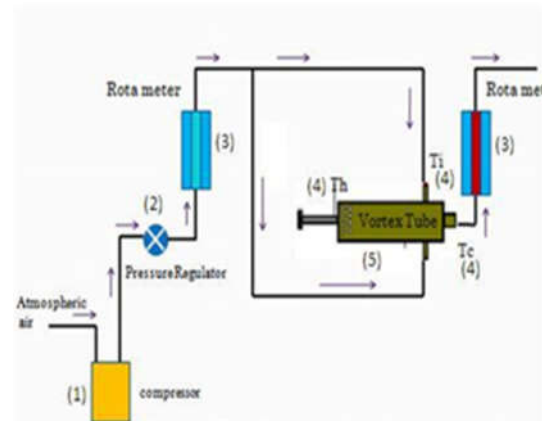 Rota meter
(3)
Rota met
(3)
(2)
Pressure Regulator
Ti
(4)
(4) Th
Vortex Tube
(5)
Tc
(4)
Atmospheric
air
(1)
compressor